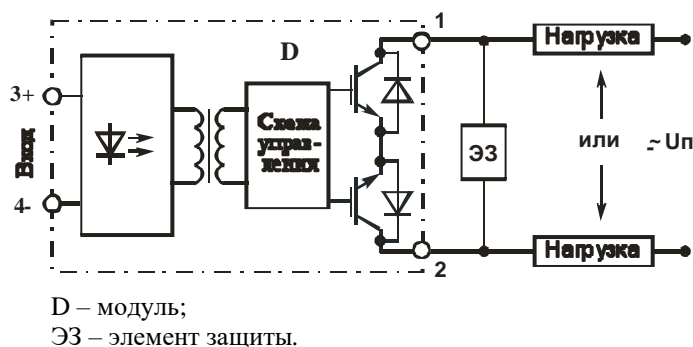 1
Нагрузка
D
3+
Вход
Схема
управ-
ления
ЭЗ
или
~ Uп
4-
2
Нагрузка
D – модуль;
ЭЗ – элемент защиты.